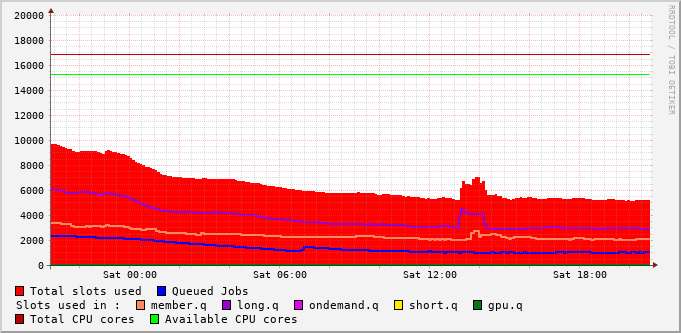 20000
18000
16000
14000
12000
10000
8000
6000
4000
2000
0
Sat 00:00 Sat 06:00 Sat 12:00 Sat 18:00
Total slots used Queued Jobs
Slots used in : member.q long.q ondemand.q short.q gpu.q
Total CPU cores Available CPU cores
RRDTOOL / TOBI OETIKER